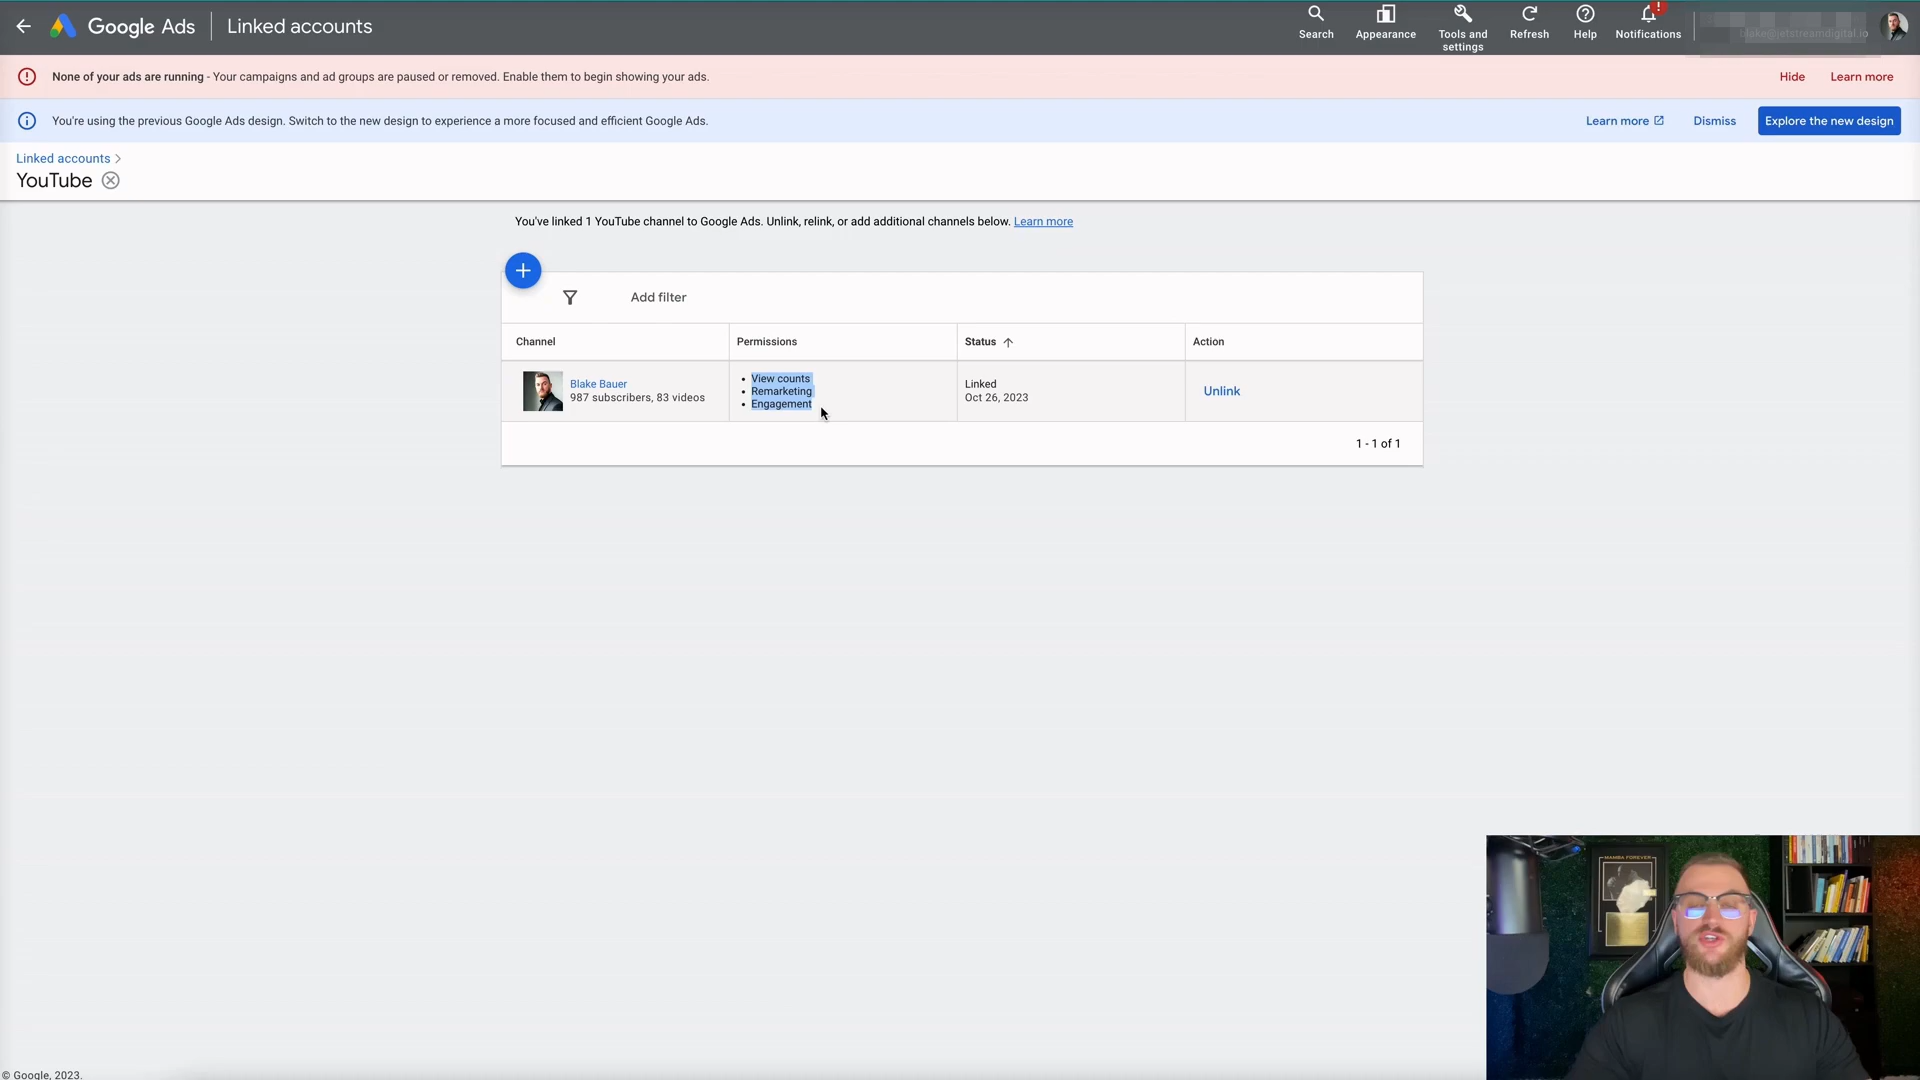 Google Ads
Linked accounts
Search
Appearance
Tools and
settings
Refresh
Help
!
Notifications
blake@jetstreamdigital.io
None of your ads are running - Your campaigns and ad groups are paused or removed. Enable them to begin showing your ads.
Hide
Learn more
You're using the previous Google Ads design. Switch to the new design to experience a more focused and efficient Google Ads.
Learn more
Dismiss
Explore the new design
Linked accounts
YouTube
You've linked 1 YouTube channel to Google Ads. Unlink, relink, or add additional channels below. Learn more
Add filter
Channel
Permissions
Status
Action
Blake Bauer
987 subscribers, 83 videos
• View counts
• Remarketing
• Engagement
Linked
Oct 26, 2023
Unlink
1 - 1 of 1
MAMBA FOREVER
© Google, 2023.